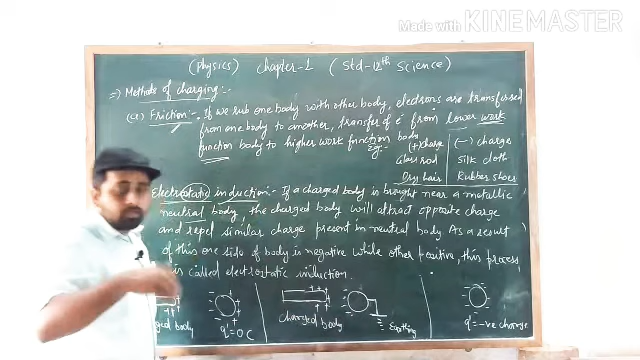 Made with KINEMASTER
(Physics) Chapter-1 (Std-12th Science)
⇒ Methods of charging:-
(a) Friction:- If we rub one body with other body, electrons are transferred
from one body to another, transfer of e⁻ from lower work
function body to higher work function body
eg:- (+) charge (-) charge
Glass rod Silk cloth
Dry hair Rubber shoes
Electrostatic induction:- If a charged body is brought near a metallic
neutral body, the charged body will attract opposite charge
and repel similar charge present in neutral body. As a result
of this one side of body is negative while other positive, this process
is called electrostatic induction.
body q=0C Charged body Earthing q=-ve charge